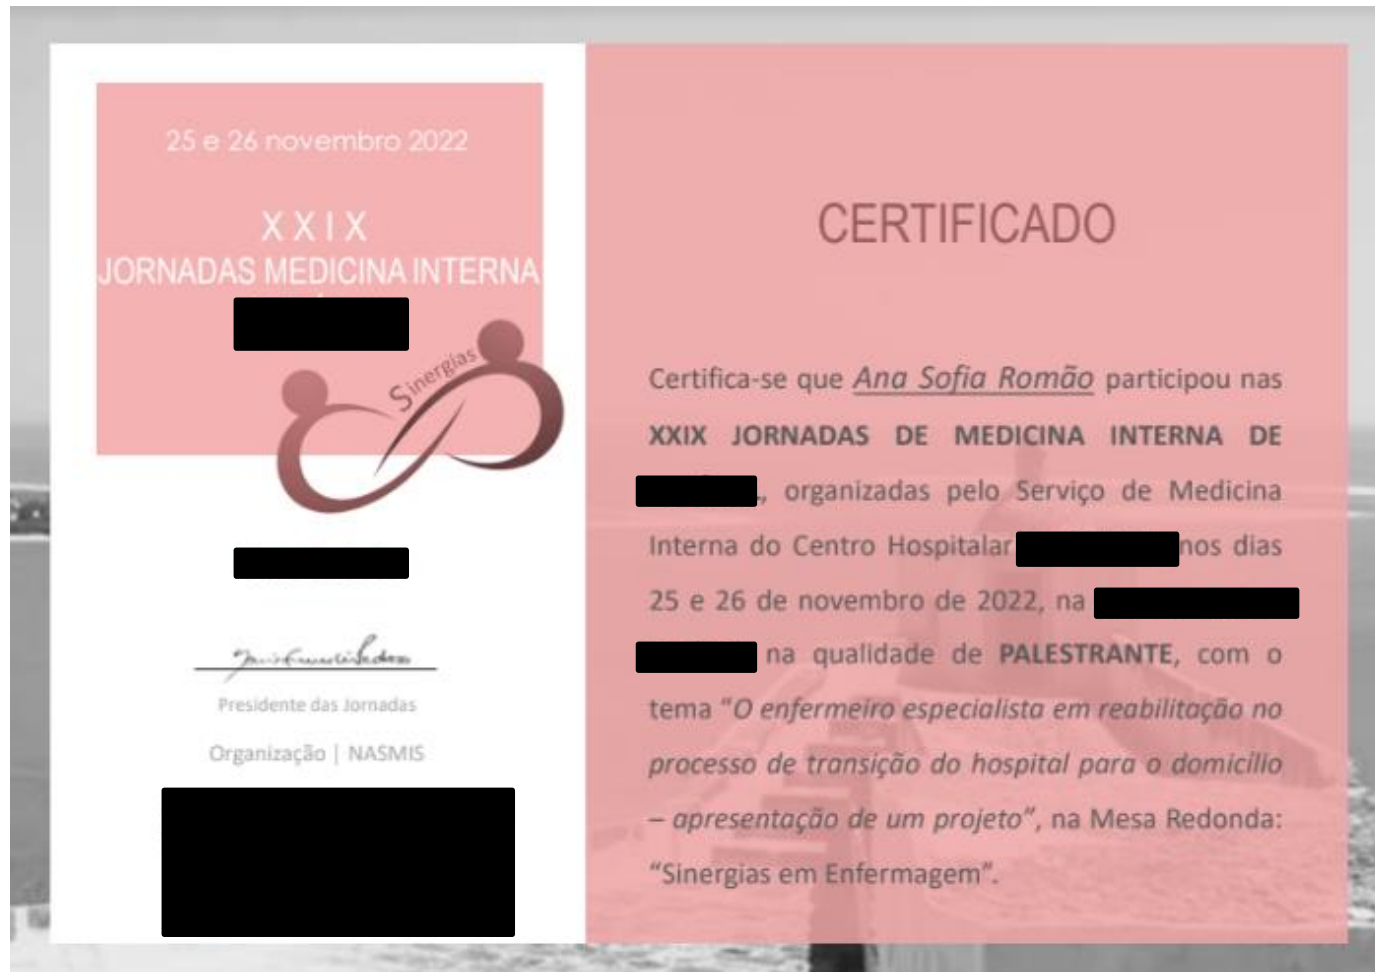 25 e 26 novembro 2022
XXIX
JORNADAS MEDICINA INTERNA
Sinergias
Presidente das Jornadas
Organização | NASMIS
CERTIFICADO
Certifica-se que Ana Sofia Romão participou nas
XXIX JORNADAS DE MEDICINA INTERNA DE
, organizadas pelo Serviço de Medicina
Interna do Centro Hospitalar nos dias
25 e 26 de novembro de 2022, na
na qualidade de PALESTRANTE, com o
tema “O enfermeiro especialista em reabilitação no
processo de transição do hospital para o domicílio
– apresentação de um projeto”, na Mesa Redonda:
“Sinergias em Enfermagem”.